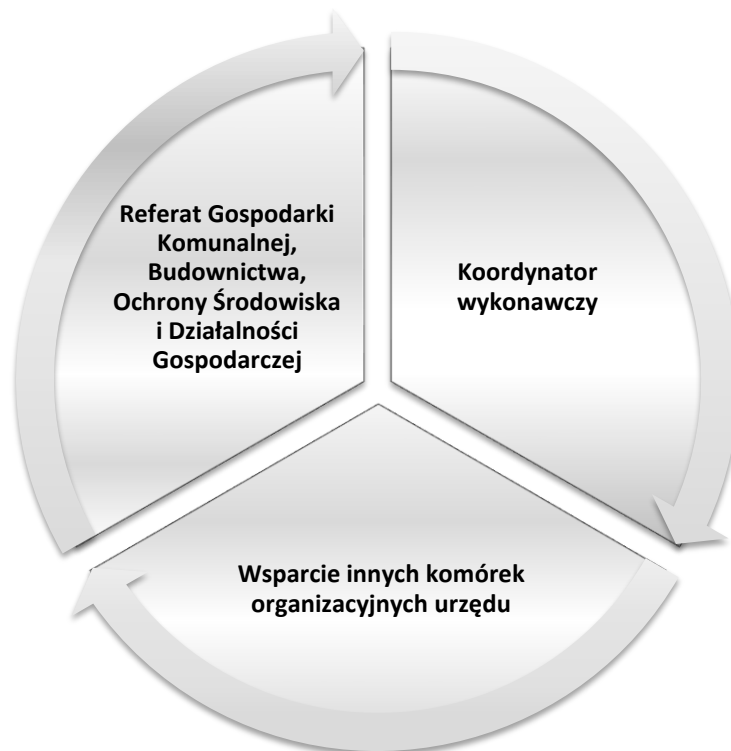 Referat Gospodarki
Komunalnej,
Budownictwa,
Ochrony Środowiska
i Działalności
Gospodarczej
Koordynator
wykonawczy
Wsparcie innych komórek
organizacyjnych urzędu